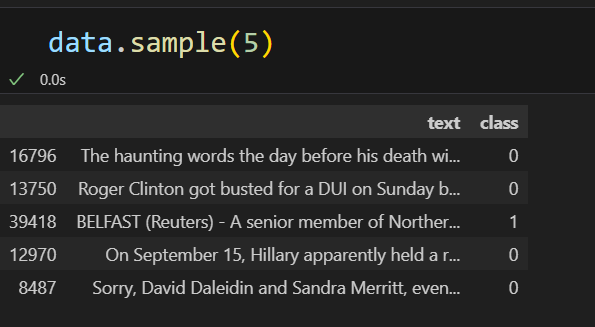 data.sample(5)
0.0s
text class
16796 The haunting words the day before his death wi... 0
13750 Roger Clinton got busted for a DUI on Sunday b... 0
39418 BELFAST (Reuters) - A senior member of Norther... 1
12970 On September 15, Hillary apparently held a r... 0
8487 Sorry, David Daleidin and Sandra Merritt, even... 0